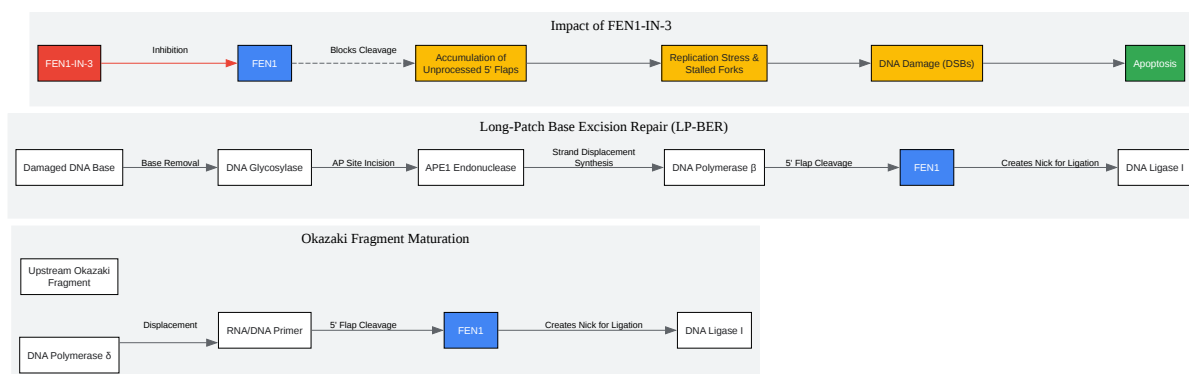 Impact of FEN1-IN-3
FEN1-IN-3
Inhibition
FEN1
Blocks Cleavage
Accumulation of
Unprocessed 5' Flaps
Replication Stress &
Stalled Forks
DNA Damage (DSBs)
Apoptosis
Long-Patch Base Excision Repair (LP-BER)
Damaged DNA Base
Base Removal
DNA Glycosylase
AP Site Incision
APE1 Endonuclease
Strand Displacement
Synthesis
DNA Polymerase β
5' Flap Cleavage
FEN1
Creates Nick for Ligation
DNA Ligase I
Okazaki Fragment Maturation
Upstream Okazaki
Fragment
DNA Polymerase δ
Displacement
RNA/DNA Primer
5' Flap Cleavage
FEN1
Creates Nick for Ligation
DNA Ligase I